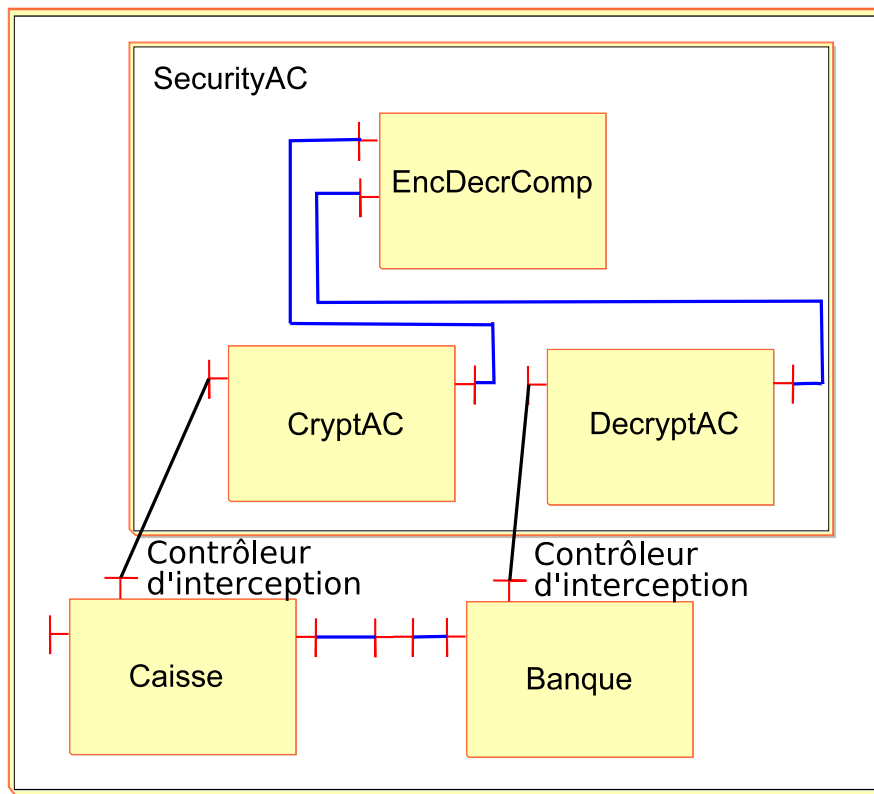 SecurityAC
EncDecrComp
CryptAC
DecryptAC
Contrôleur
d'interception
Contrôleur
d'interception
Caisse
Banque